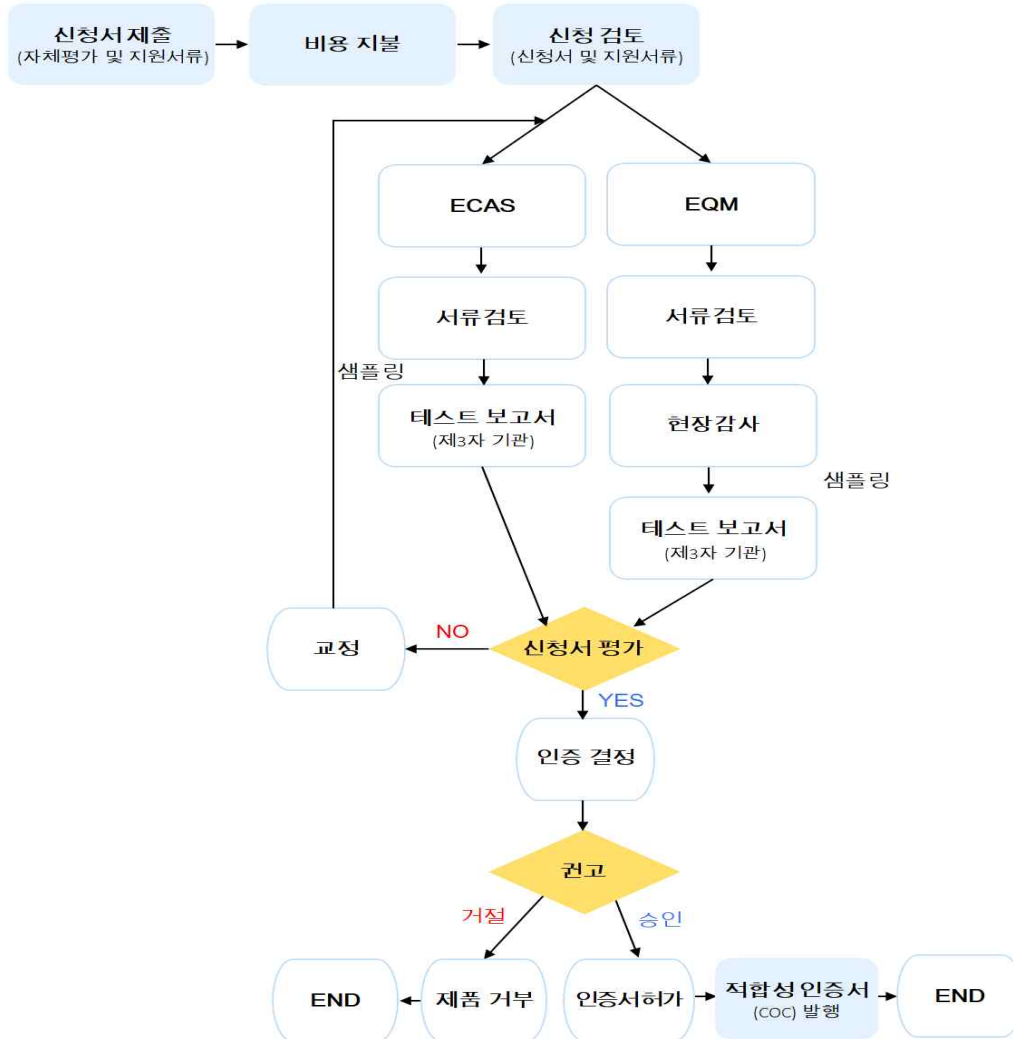 신청서 제출
(자체평가 및 지원서류)
비용 지불
신청 검토
(신청서 및 지원서류)
ECAS
EQM
서류검토
서류검토
샘플링
테스트 보고서
(제3자 기관)
현장감사
샘플링
테스트 보고서
(제3자 기관)
교정
NO
신청서 평가
YES
인증 결정
권고
거절
승인
END
제품 거부
인증서허가
적합성 인증서
(COC) 발행
END